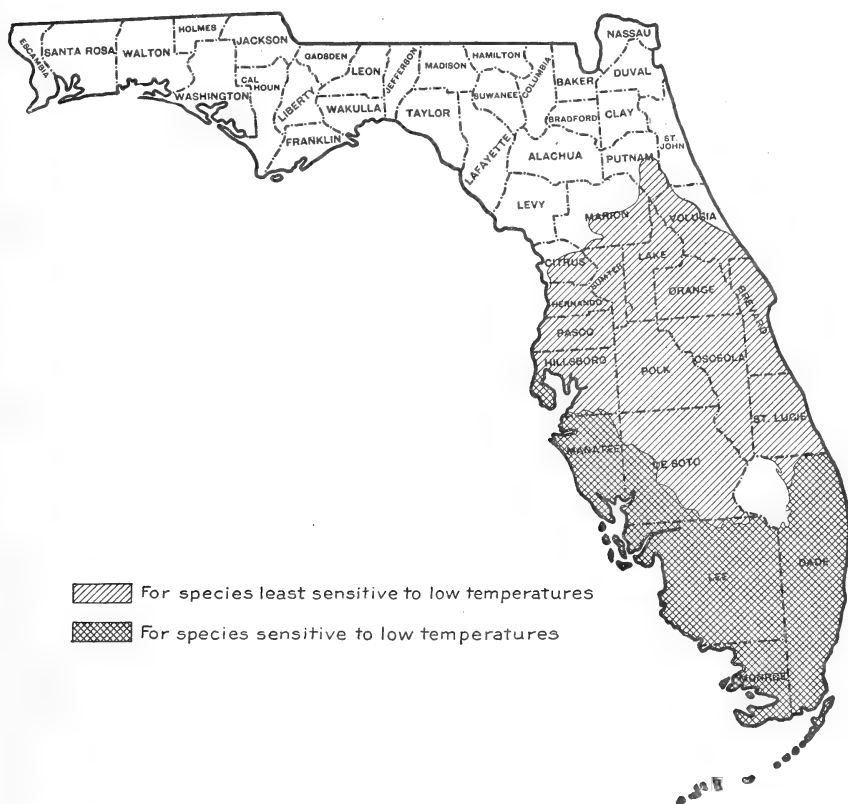 HOLMES
NASSAU
ESCAMBIA
SANTA ROSA
WALTON
JACKSON
GADSDEN
LEON
JEFFERSON
MADISON
HAMILTON
COLUMBIA
BAKER
DUVAL
CAL
HOUN
WASHINGTON
LIBERTY
WAKULLA
TAYLOR
SUWANEE
BRADFORD
CLAY
FRANKLIN
LAFAYETTE
ALACHUA
PUTNAM
ST.
JOHN
LEVY
MARION
VOLUSIA
CITRUS
SUMTER
LAKE
HERNANDO
ORANGE
BREVARD
PASCO
HILLSBORO
POLK
OSCEOLA
ST. LUCIE
MANATEE
DE SOTO
LEE
DADE
MONROE
For species least sensitive to low temperatures
For species sensitive to low temperatures